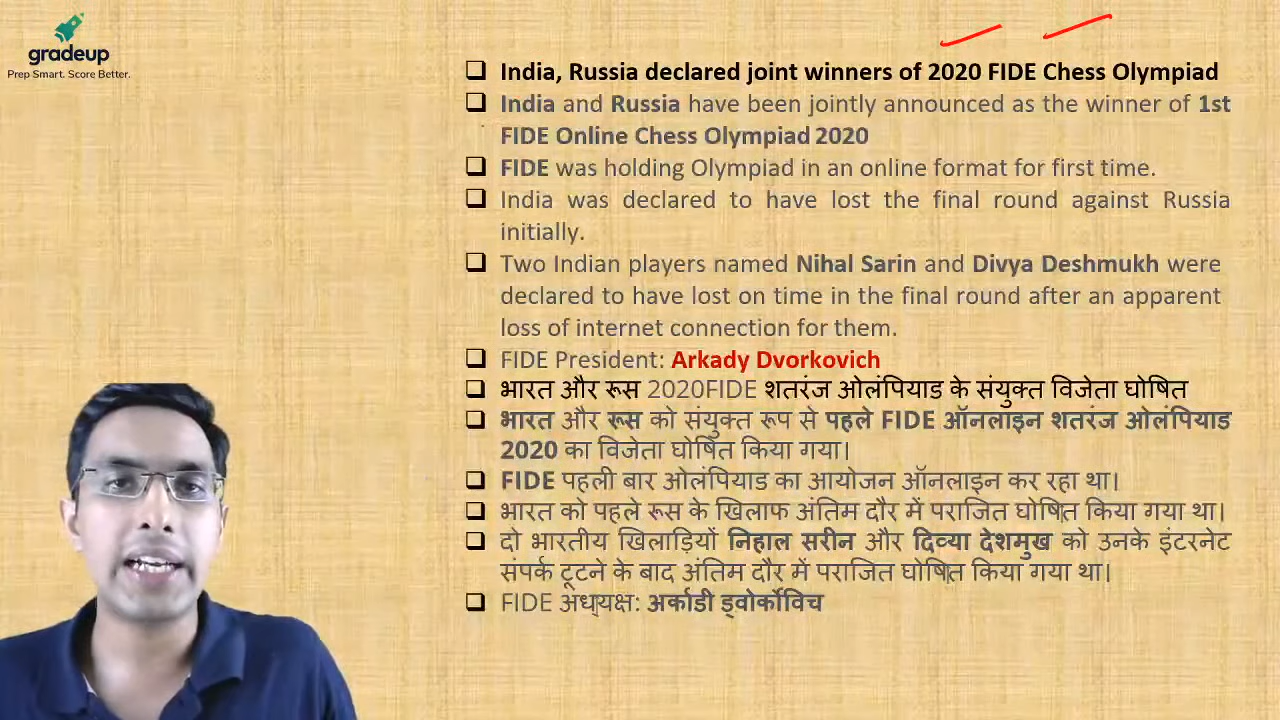 gradeup
Prep Smart. Score Better.
India, Russia declared joint winners of 2020 FIDE Chess Olympiad
India and Russia have been jointly announced as the winner of 1st
FIDE Online Chess Olympiad 2020
FIDE was holding Olympiad in an online format for first time.
India was declared to have lost the final round against Russia
initially.
Two Indian players named Nihal Sarin and Divya Deshmukh were
declared to have lost on time in the final round after an apparent
loss of internet connection for them.
FIDE President: Arkady Dvorkovich
भारत और रूस 2020FIDE शतरंज ओलंपियाड के संयुक्त विजेता घोषित
भारत और रूस को संयुक्त रूप से पहले FIDE ऑनलाइन शतरंज ओलंपियाड
2020 का विजेता घोषित किया गया।
FIDE पहली बार ओलंपियाड का आयोजन ऑनलाइन कर रहा था।
भारत को पहले रूस के खिलाफ अंतिम दौर में पराजित घोषित किया गया था।
दो भारतीय खिलाड़ियों निहाल सरीन और दिव्या देशमुख को उनके इंटरनेट
संपर्क टूटने के बाद अंतिम दौर में पराजित घोषित किया गया था।
FIDE अध्यक्ष: अर्काडी ड्वोर्कोविच